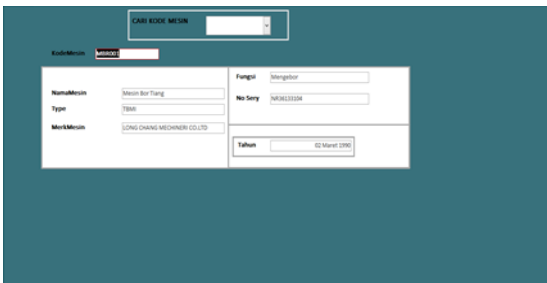 CARI KODE MESIN
KodeMesin MBR001
Fungsi Mengebor
NamaMesin Mesin Bor Tiang
No Sery NR36133104
Type TBMI
MerkMesin LONG CHANG MECHINERI CO.LTD
Tahun 02 Maret 1990